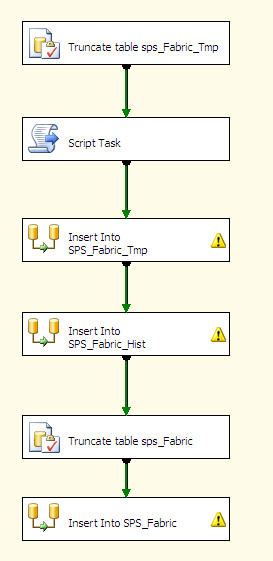 Truncate table sps_Fabric_Tmp
Script Task
Insert Into
SPS_Fabric_Tmp
Insert Into
SPS_Fabric_Hist
Truncate table sps_Fabric
Insert Into SPS_Fabric